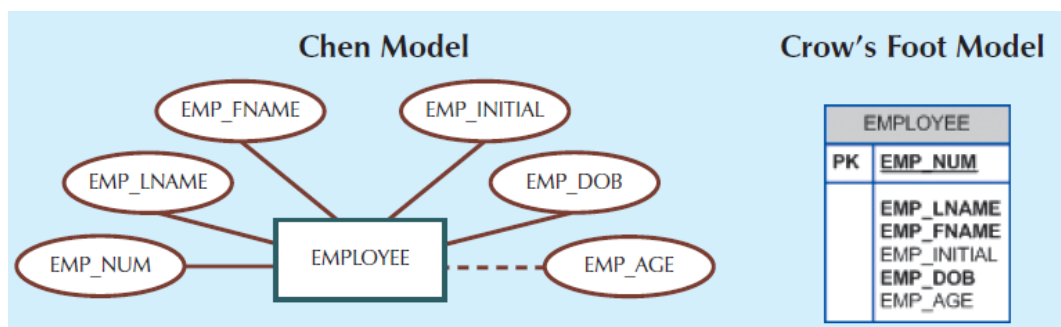 Chen Model
EMP_FNAME
EMP_INITIAL
EMP_LNAME
EMP_DOB
EMP_NUM
EMPLOYEE
EMP_AGE
Crow's Foot Model
EMPLOYEE
PK EMP_NUM
EMP_LNAME
EMP_FNAME
EMP_INITIAL
EMP_DOB
EMP_AGE